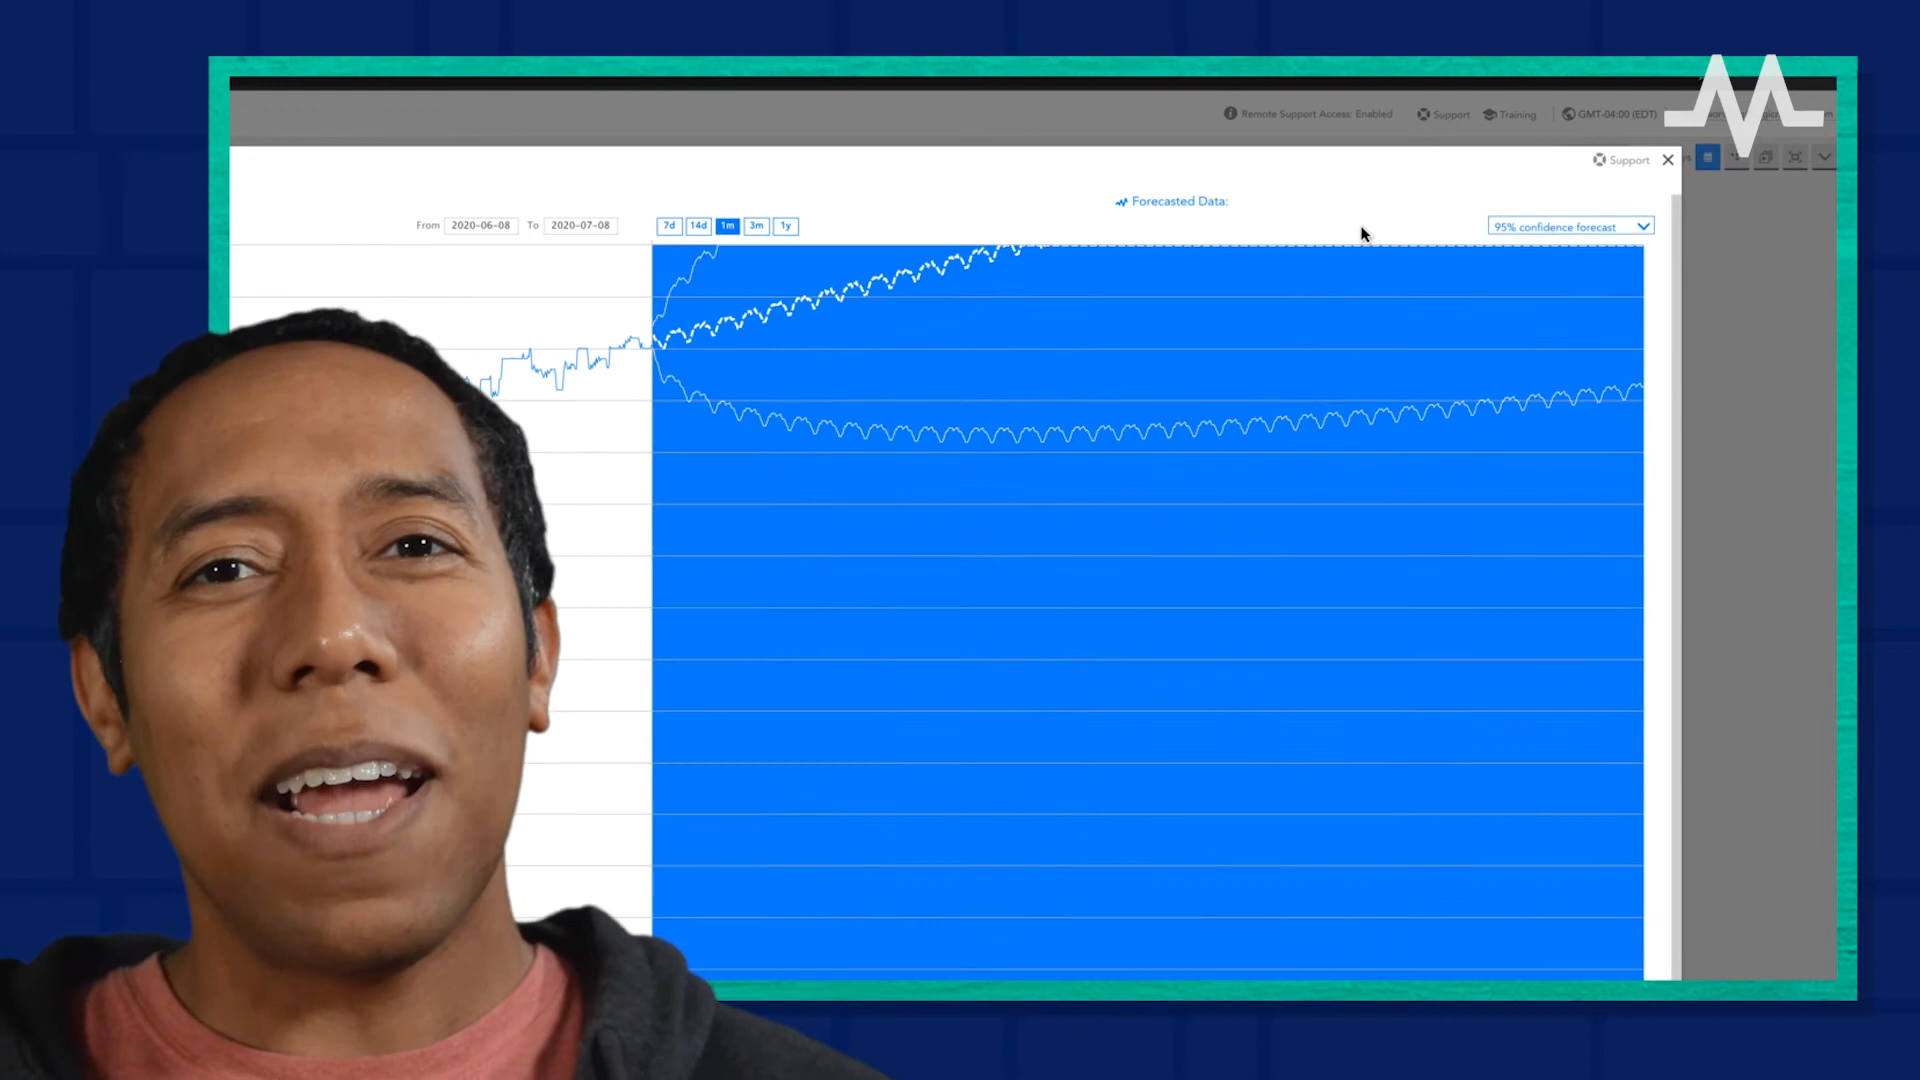 Remote Support Access: Enabled
Support
Training
GMT-04:00 (EDT)
Support
Forecasted Data:
From 2020-06-08 To 2020-07-08
7d 14d 1m 3m 1y
95% confidence forecast